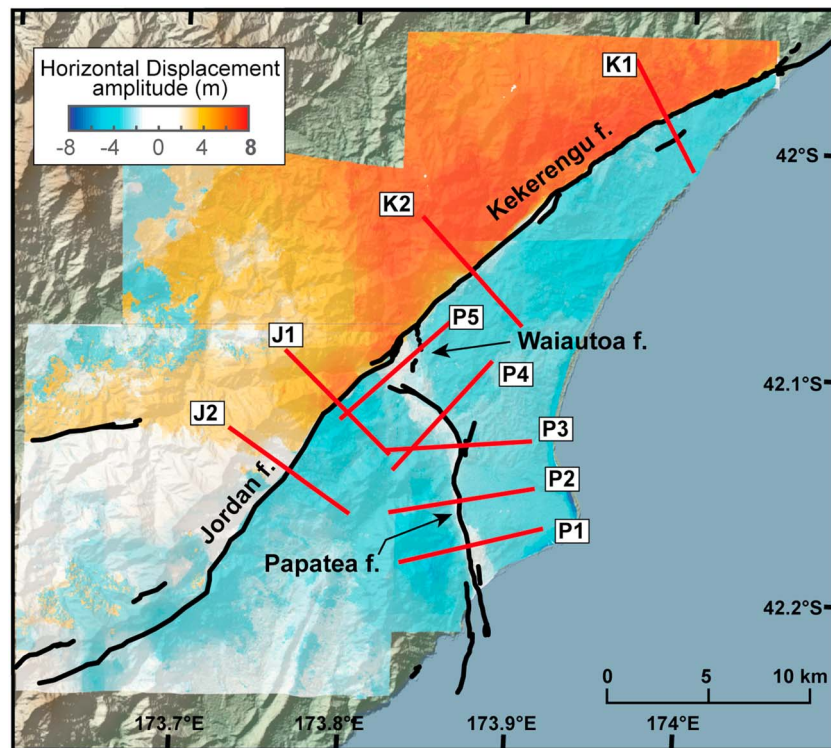 Horizontal Displacement
amplitude (m)
-8 -4 0 4 8
K1
Kekerengu f.
42°S
K2
P5
J1
Waiautoa f.
P4
42.1°S
J2
P3
Jordan f.
P2
P1
Papatea f.
42.2°S
0 5 10 km
173.7°E 173.8°E 173.9°E 174°E